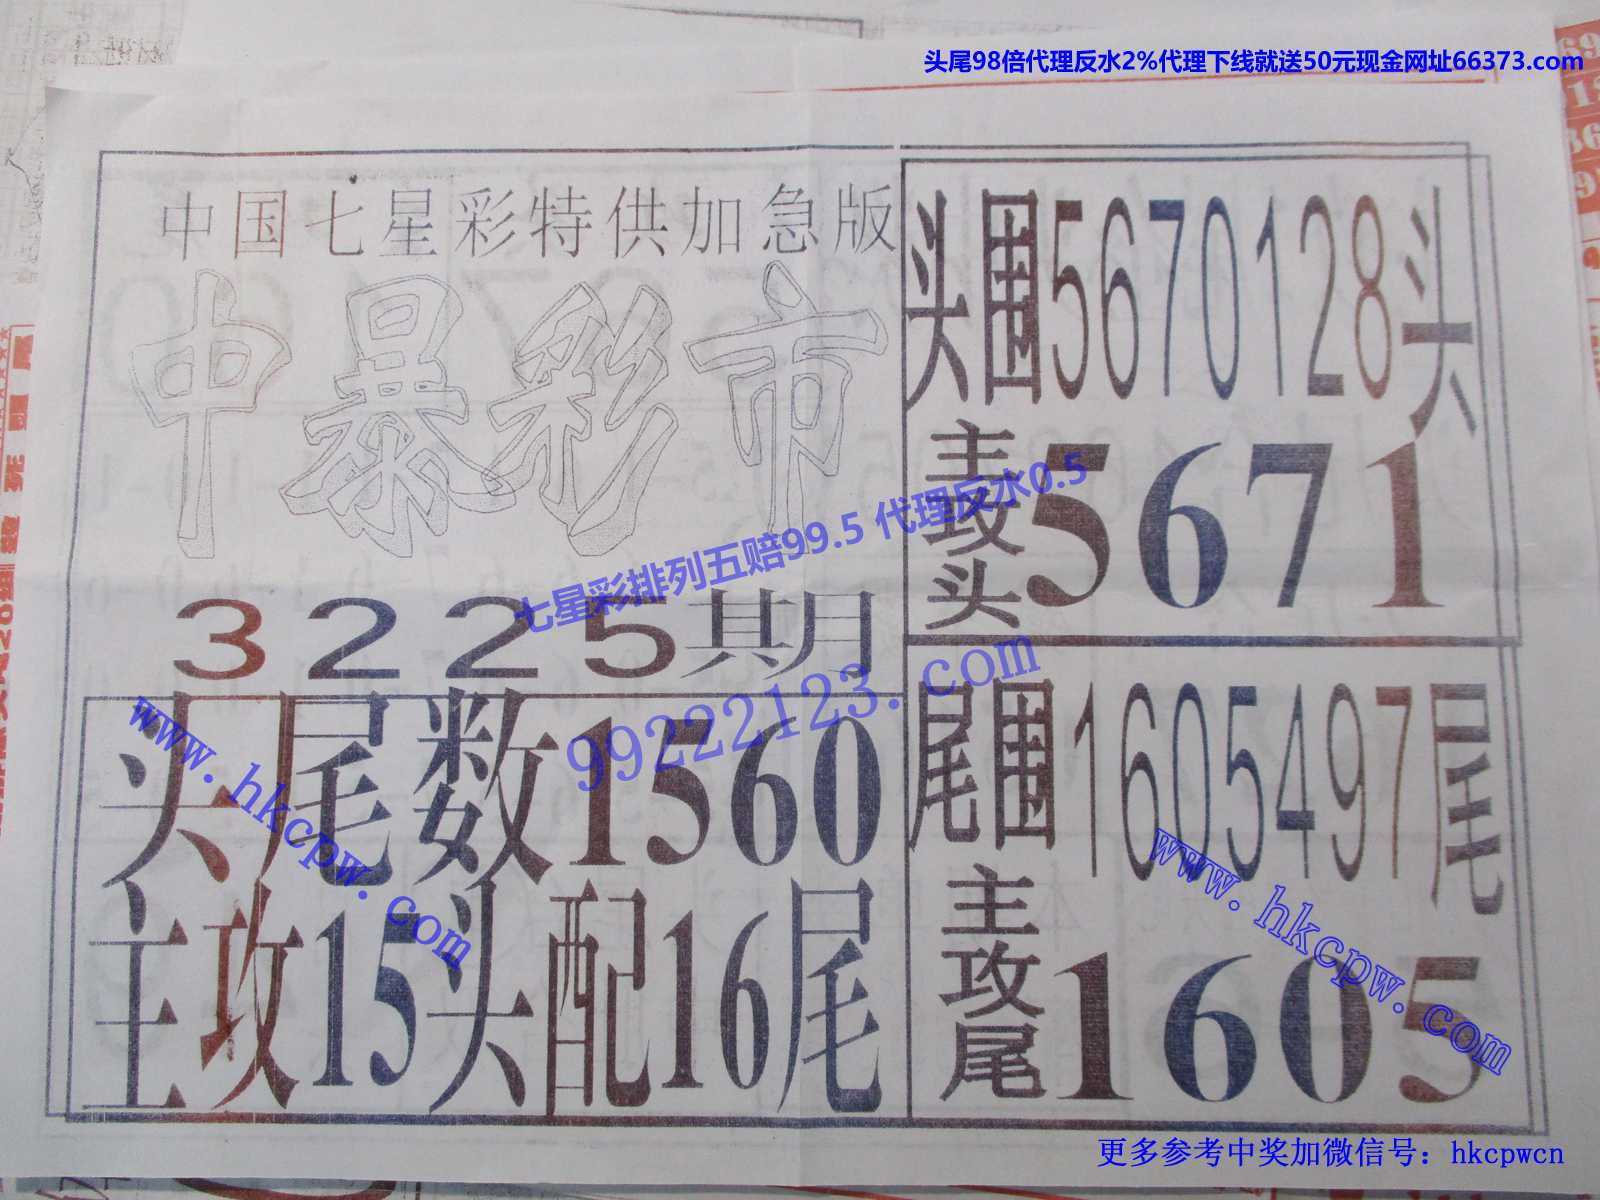 头尾98倍代理反水2%代理下线就送50元现金网址66373.com
中国七星彩特供加急版
中暴彩市
七星彩排列五赔99.5 代理反水0.5
3225期
99222123.com
头尾数1560
主攻15头配16尾
www.hkcpw.com
头围5670128头
主攻头5671
尾围1605497尾
主攻尾1605
www.hkcpw.com
更多参考中奖加微信号：hkcpwcn